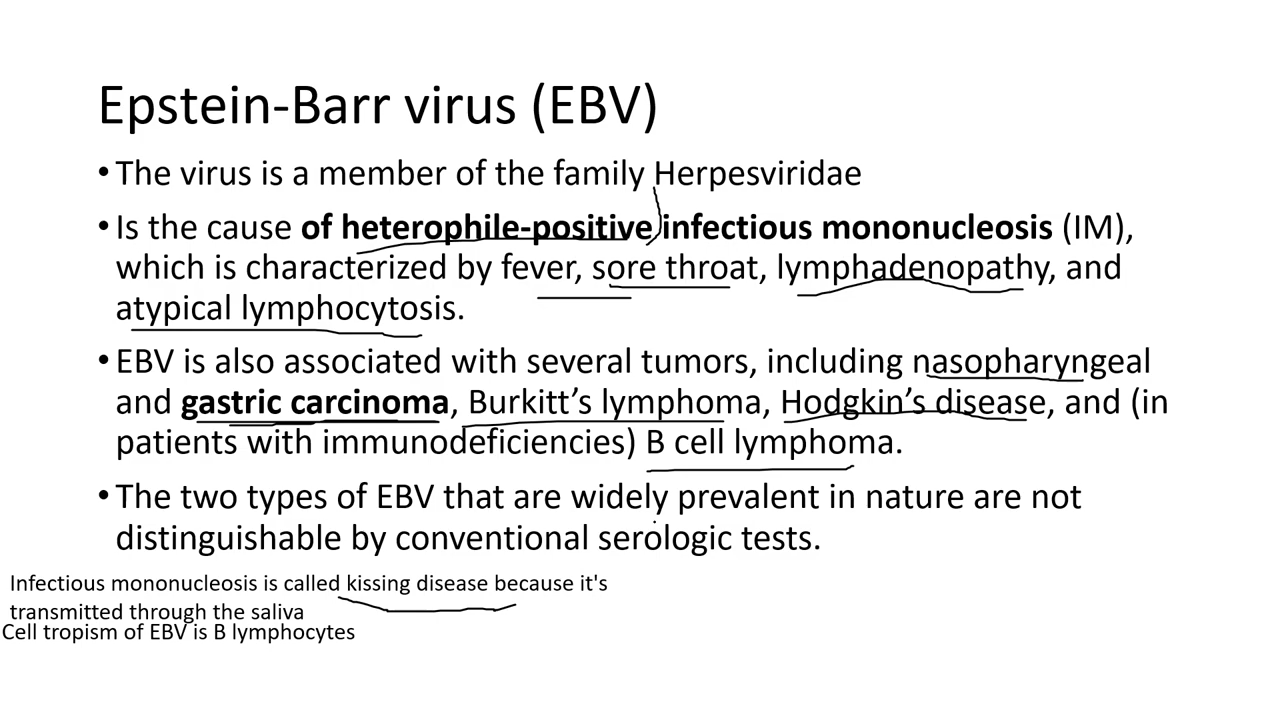 Epstein-Barr virus (EBV)
• The virus is a member of the family Herpesviridae
• Is the cause of heterophile-positive infectious mononucleosis (IM),
which is characterized by fever, sore throat, lymphadenopathy, and
atypical lymphocytosis.
• EBV is also associated with several tumors, including nasopharyngeal
and gastric carcinoma, Burkitt’s lymphoma, Hodgkin’s disease, and (in
patients with immunodeficiencies) B cell lymphoma.
• The two types of EBV that are widely prevalent in nature are not
distinguishable by conventional serologic tests.
Infectious mononucleosis is called kissing disease because it's
transmitted through the saliva
Cell tropism of EBV is B lymphocytes